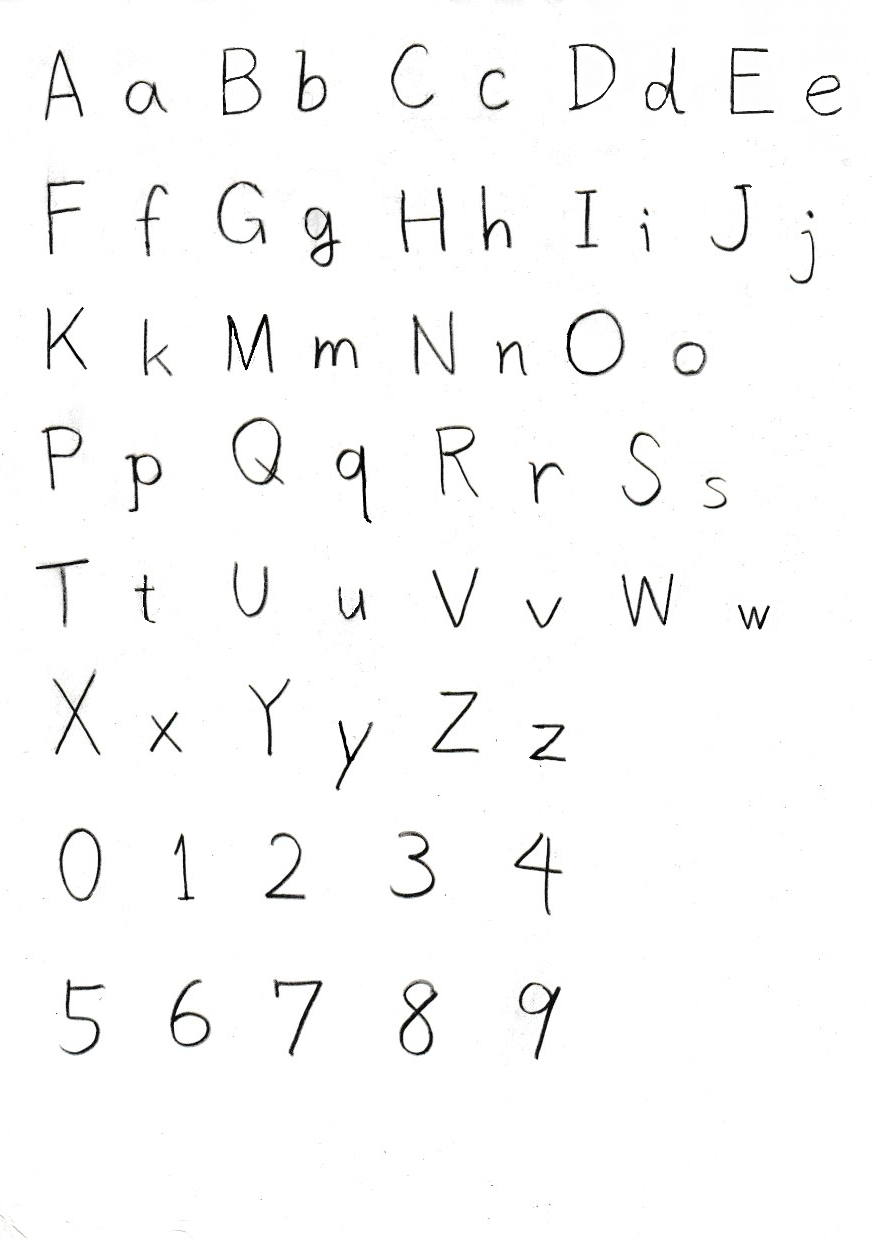 A a B b C c D d E e
F f G g H h I i J j
K k M m N n O o
P p Q q R r S s
T t U u V v W w
X x Y y Z z
0 1 2 3 4
5 6 7 8 9